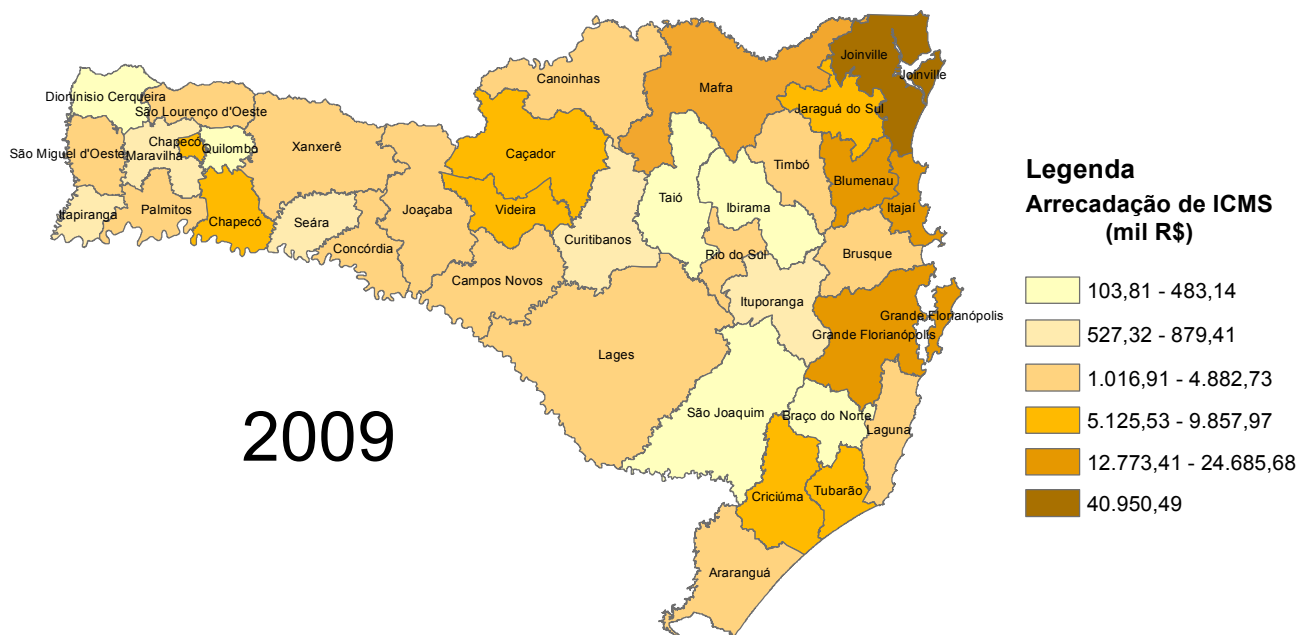 Joinville
Joinville
Canoinhas
Mafra
Dionínisio Cerqueira
São Lourenço d'Oeste
Jaraguá do Sul
Chapecó
Quilombo
São Miguel d'Oeste
Maravilha
Xanxerê
Caçador
Timbó
Blumenau
Taió
Ibirama
Itajaí
Itapiranga
Palmitos
Chapecó
Seára
Joaçaba
Videira
Curitibanos
Concórdia
Rio do Sul
Brusque
Campos Novos
Ituporanga
Grande Florianópolis
Grande Florianópolis
Lages
São Joaquim
Braço do Norte
Laguna
2009
Criciúma
Tubarão
Araranguá
Legenda
Arrecadação de ICMS
(mil R$)
103,81 - 483,14
527,32 - 879,41
1.016,91 - 4.882,73
5.125,53 - 9.857,97
12.773,41 - 24.685,68
40.950,49